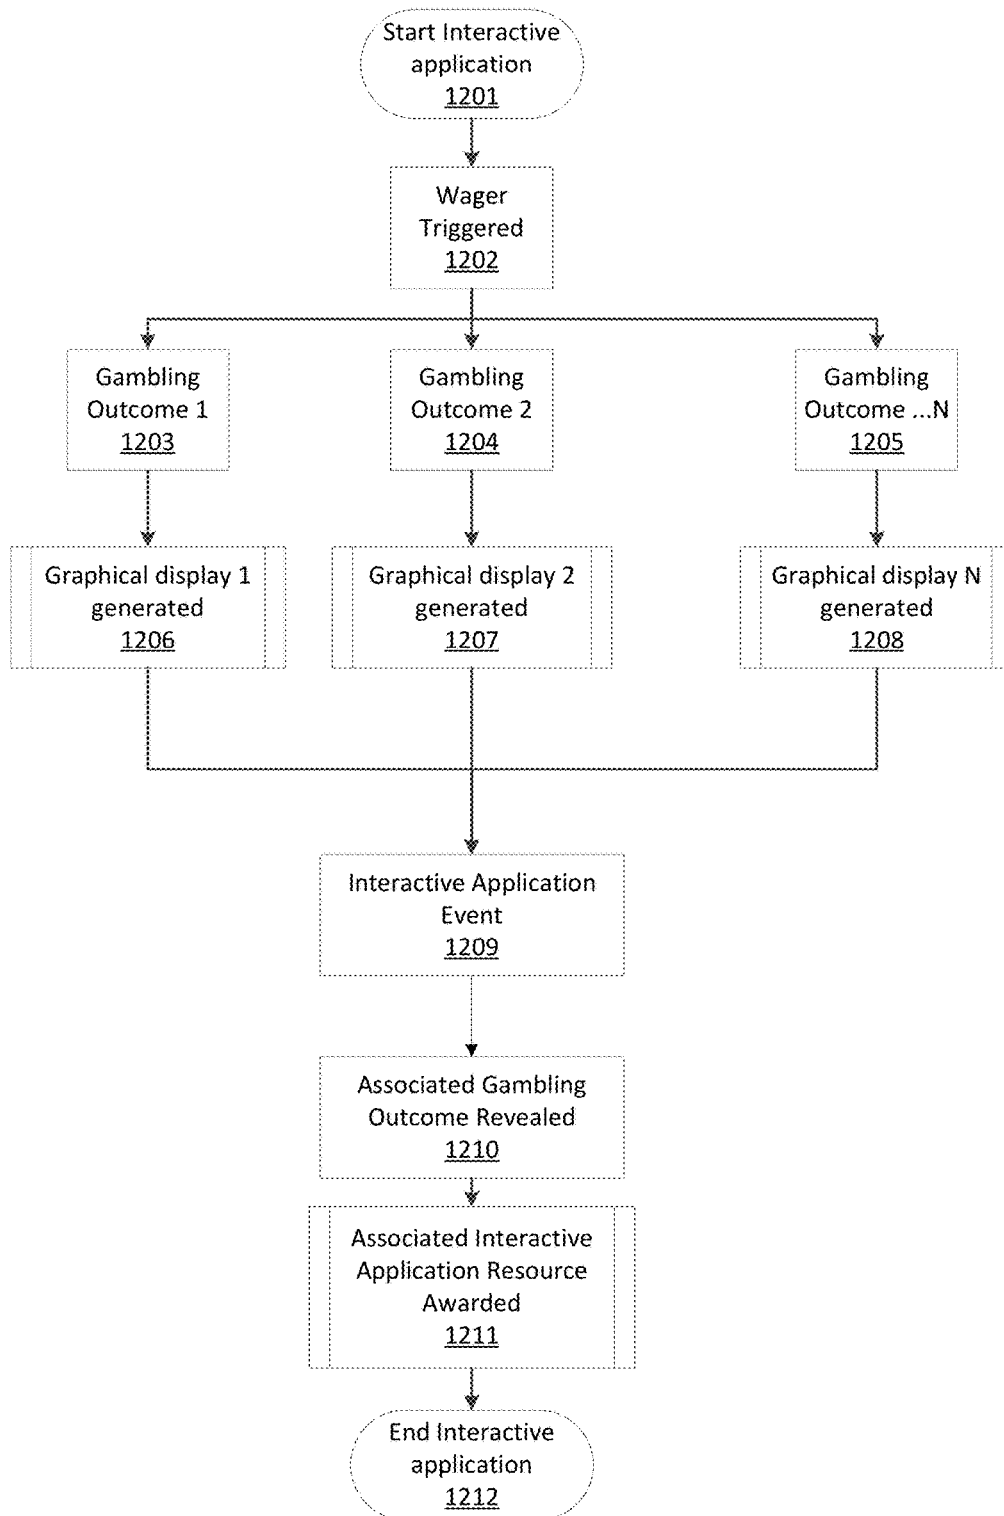 Start Interactive
application
1201
Wager
Triggered
1202
Gambling
Outcome 1
1203
Gambling
Outcome 2
1204
Gambling
Outcome ...N
1205
Graphical display 1
generated
1206
Graphical display 2
generated
1207
Graphical display N
generated
1208
Interactive Application
Event
1209
Associated Gambling
Outcome Revealed
1210
Associated Interactive
Application Resource
Awarded
1211
End Interactive
application
1212